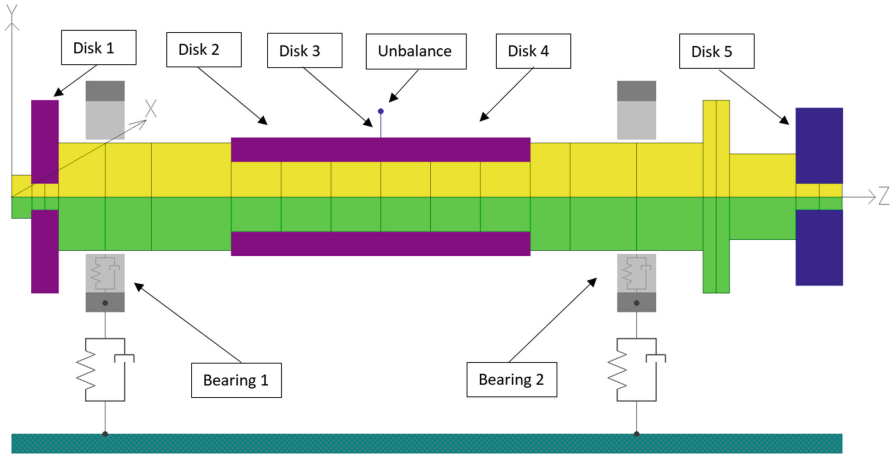 Y
Disk 1
Disk 2
Disk 3
Unbalance
Disk 4
Disk 5
X
Z
Bearing 1
Bearing 2